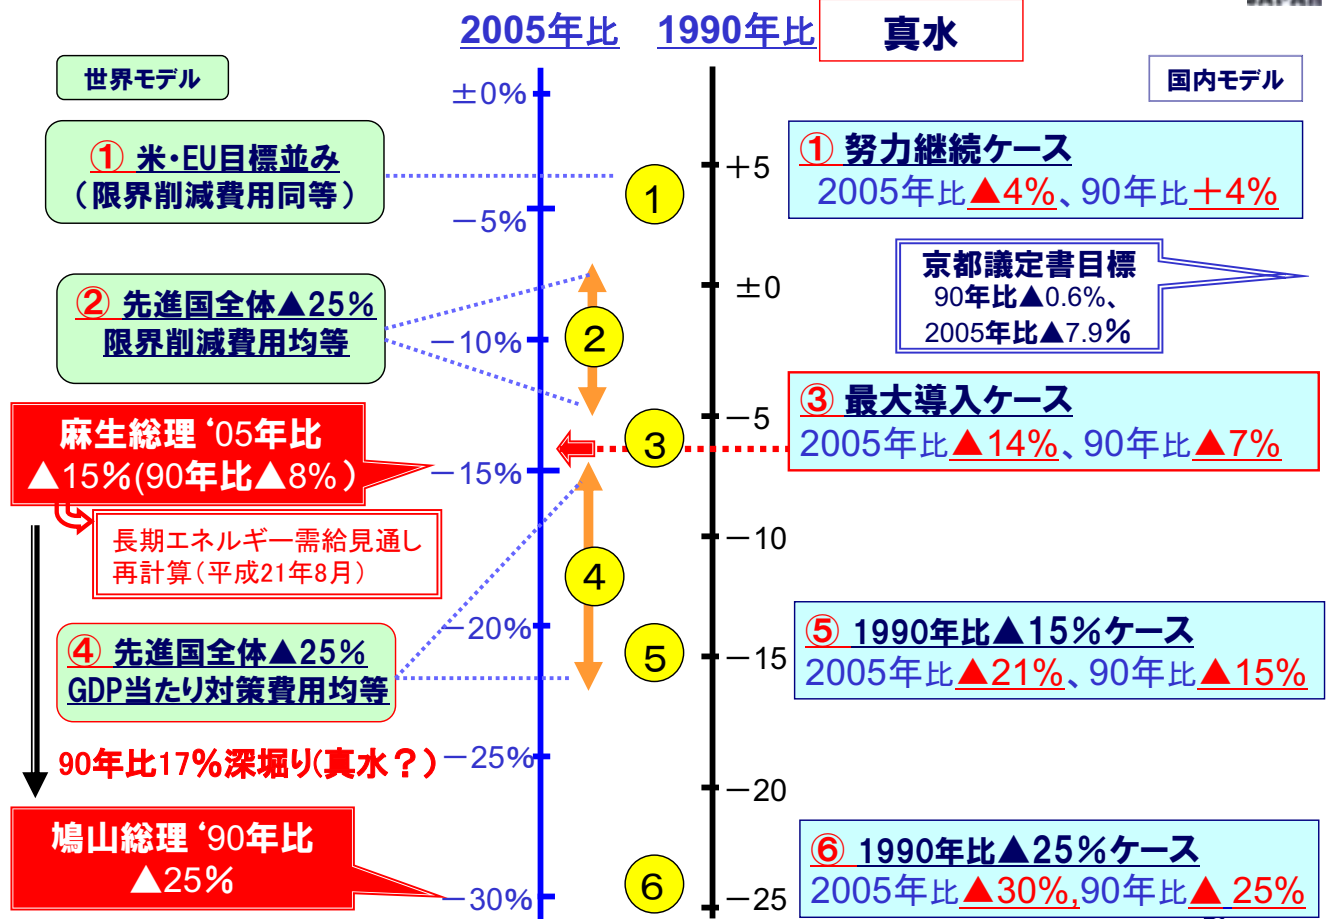 2005年比
1990年比
真水
世界モデル
国内モデル
±0%
－5%
－10%
－15%
－20%
－25%
－30%
＋5
±0
－5
－10
－15
－20
－25
① 米・EU目標並み
（限界削減費用同等）
② 先進国全体▲25%
限界削減費用均等
麻生総理 ‘05年比
▲15%(90年比▲8%）
長期エネルギー需給見通し
再計算（平成21年8月）
④ 先進国全体▲25%
GDP当たり対策費用均等
90年比17%深堀り(真水？)
鳩山総理 ‘90年比
▲25%
1
2
3
4
5
6
① 努力継続ケース
2005年比▲4%、90年比＋4%
京都議定書目標
90年比▲0.6%、
2005年比▲7.9%
③ 最大導入ケース
2005年比▲14%、90年比▲7%
⑤ 1990年比▲15%ケース
2005年比▲21%、90年比▲15%
⑥ 1990年比▲25%ケース
2005年比▲30%,90年比▲ 25%